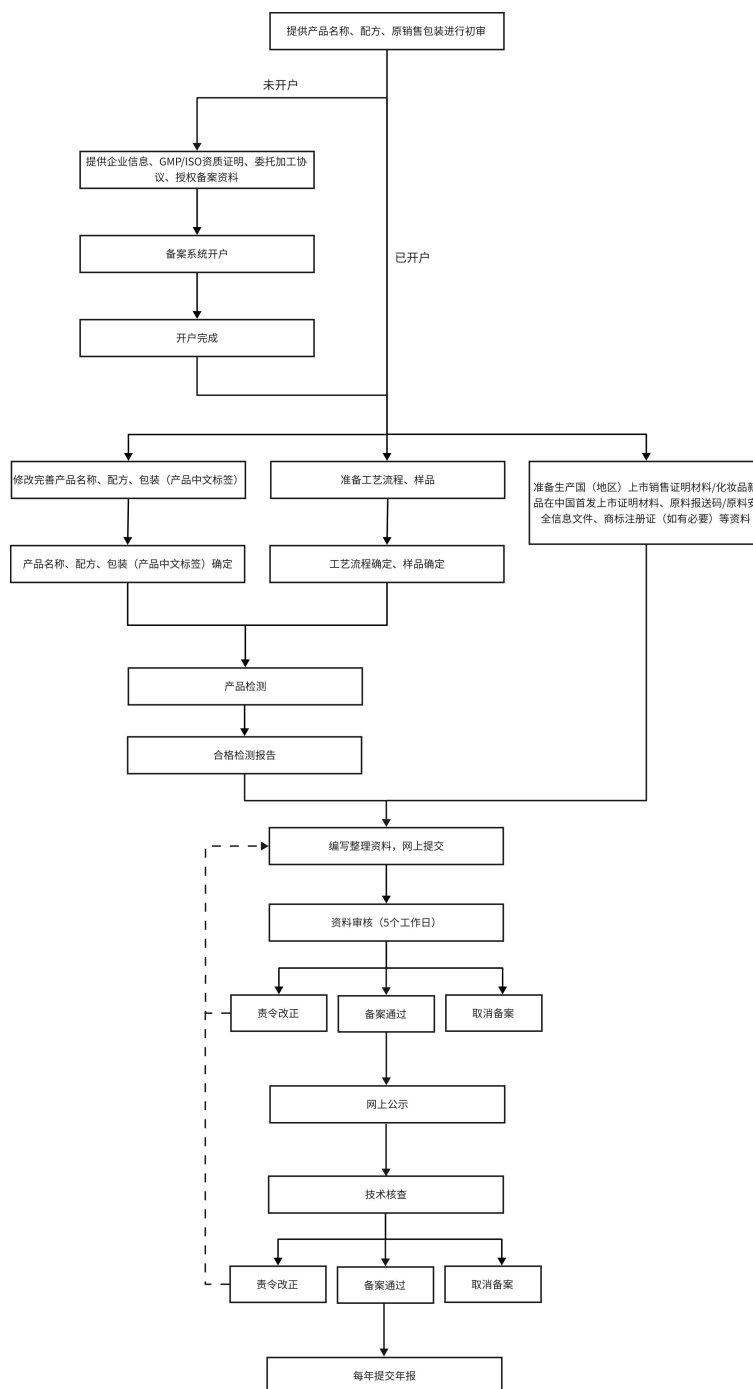 提供产品名称、配方、原销售包装进行初审
未开户
提供企业信息、GMP/ISO资质证明、委托加工协
议、授权备案资料
备案系统开户
已开户
开户完成
修改完善产品名称、配方、包装（产品中文标签）
准备工艺流程、样品
准备生产国（地区）上市销售证明材料/化妆品新
品在中国首发上市证明材料、原料报送码/原料安
全信息文件、商标注册证（如有必要）等资料
产品名称、配方、包装（产品中文标签）确定
工艺流程确定、样品确定
产品检测
合格检测报告
编写整理资料，网上提交
资料审核（5个工作日）
责令改正
备案通过
取消备案
网上公示
技术核查
责令改正
备案通过
取消备案
每年提交年报